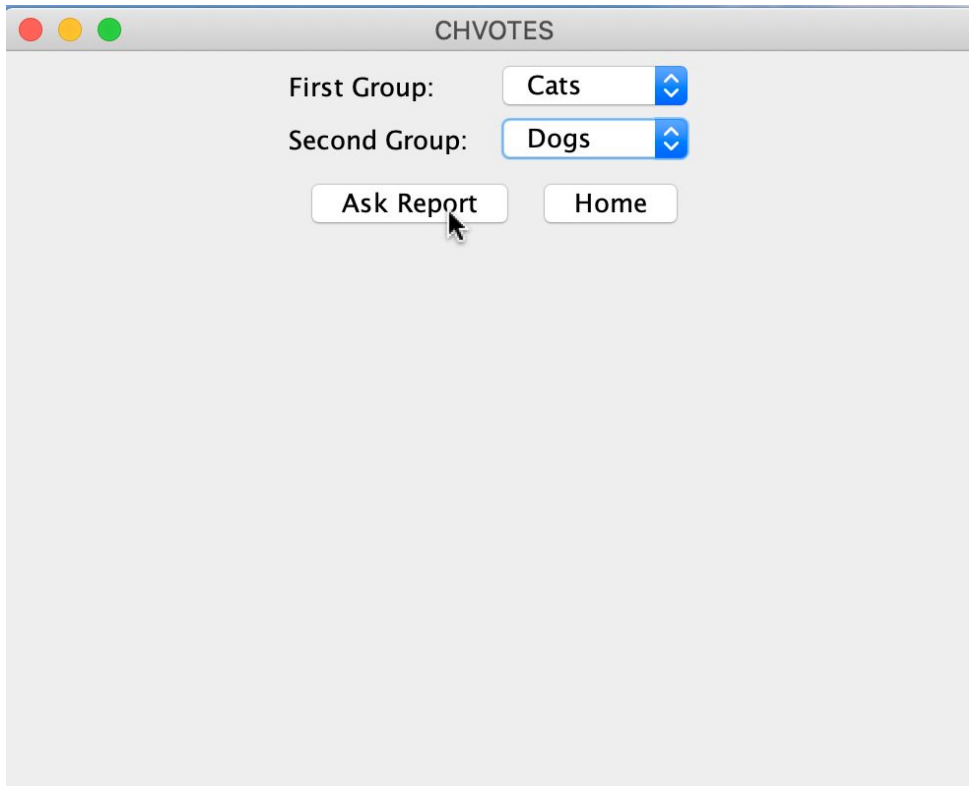 CHVOTES
First Group: Cats
Second Group: Dogs
Ask Report Home